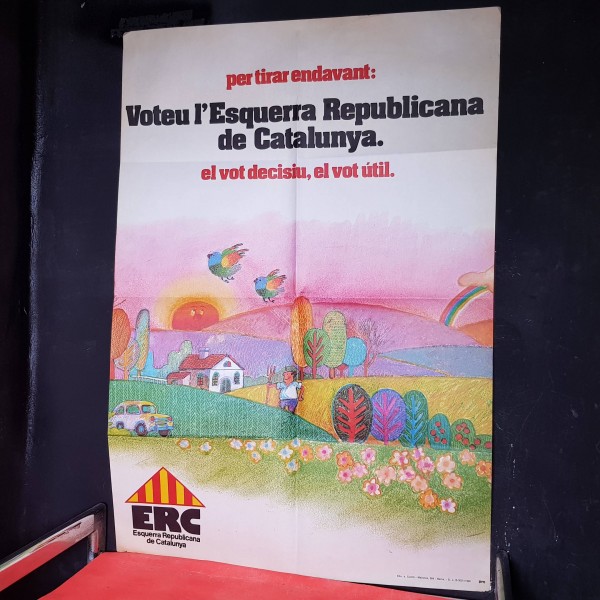 per tirar endavant:
Voteu l'Esquerra Republicana
de Catalunya.
el vot decisiu, el vot útil.
ERC
Esquerra Republicana
de Catalunya